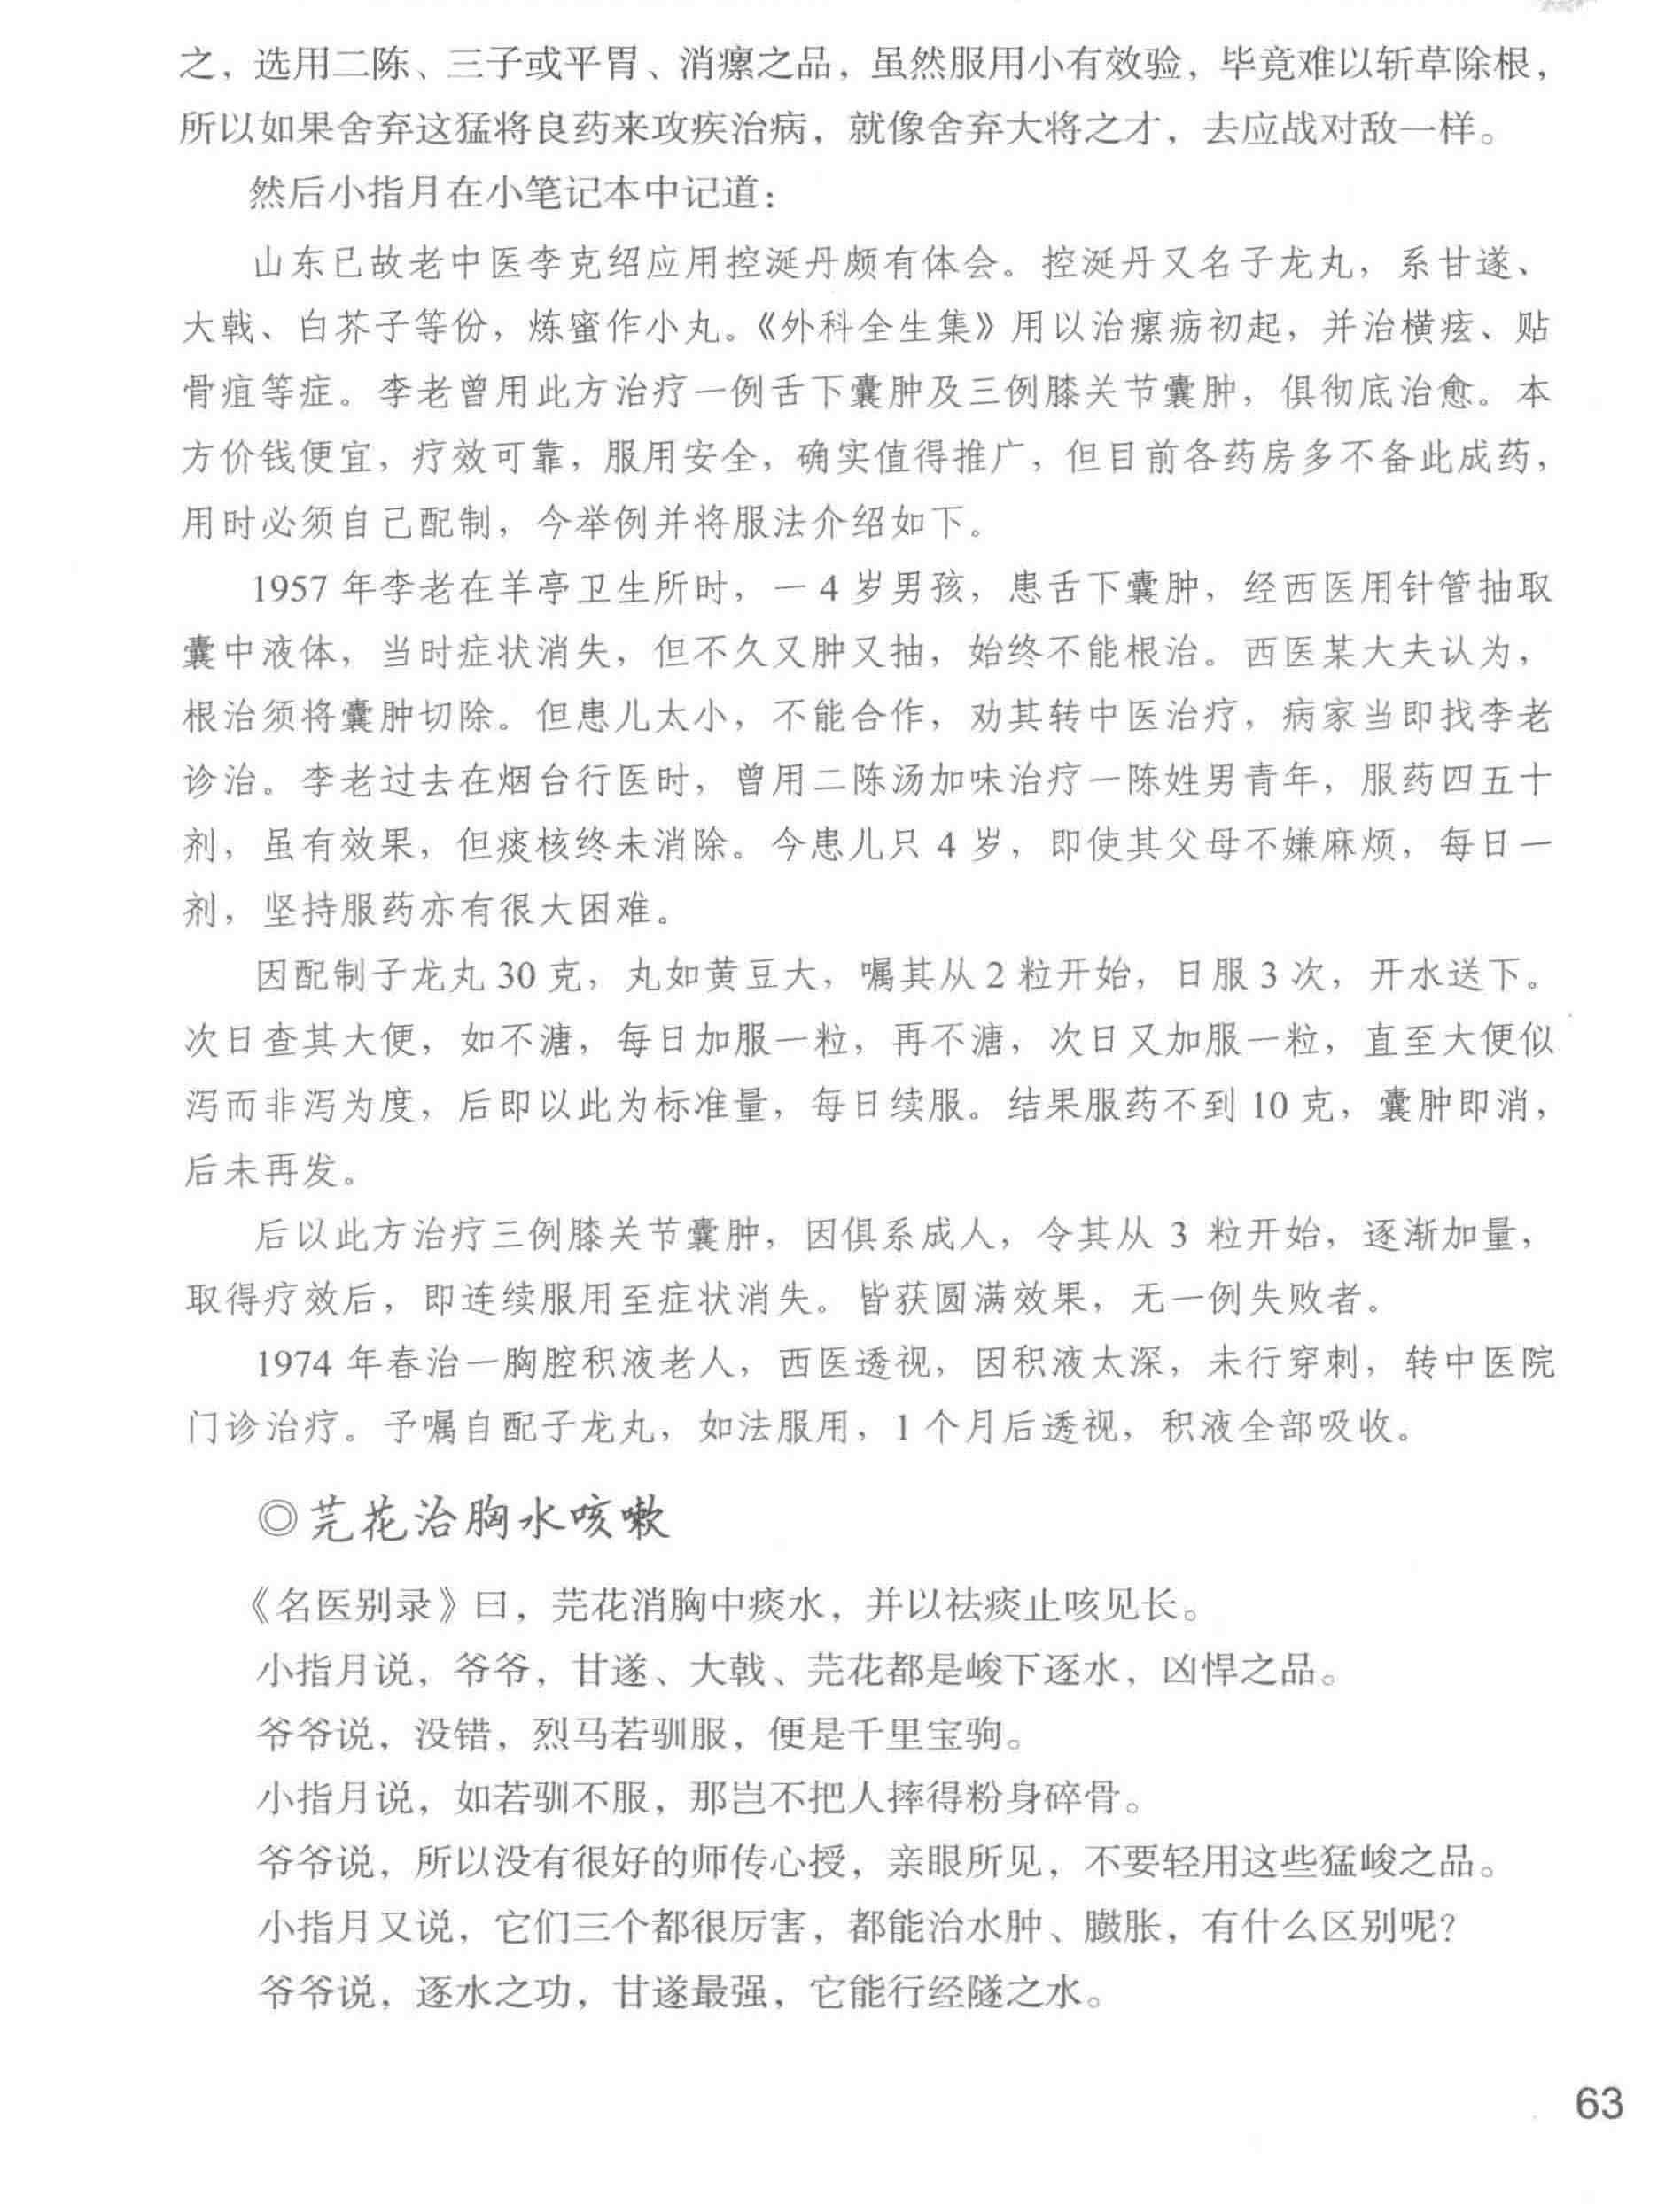 之，选用二陈、三子或平胃、消瘰之品，虽然服用小有效验，毕竟难以斩草除根，
所以如果舍弃这猛将良药来攻疾治病，就像舍弃大将之才，去应战对敌一样。
然后小指月在小笔记本中记道：
山东已故老中医李克绍应用控涎丹颇有体会。控涎丹又名子龙丸，系甘遂、
大戟、白芥子等份，炼蜜作小丸。《外科全生集》用以治瘰疬初起，并治横痃、贴
骨疽等症。李老曾用此方治疗一例舌下囊肿及三例膝关节囊肿，俱彻底治愈。本
方价钱便宜，疗效可靠，服用安全，确实值得推广，但目前各药房多不备此成药，
用时必须自己配制，今举例并将服法介绍如下。
1957 年李老在羊亭卫生所时，一 4 岁男孩，患舌下囊肿，经西医用针管抽取
囊中液体，当时症状消失，但不久又肿又抽，始终不能根治。西医某大夫认为，
根治须将囊肿切除。但患儿太小，不能合作，劝其转中医治疗，病家当即找李老
诊治。李老过去在烟台行医时，曾用二陈汤加味治疗一陈姓男青年，服药四五十
剂，虽有效果，但痰核终未消除。今患儿只 4 岁，即使其父母不嫌麻烦，每日一
剂，坚持服药亦有很大困难。
因配制子龙丸 30 克，丸如黄豆大，嘱其从 2 粒开始，日服 3 次，开水送下。
次日查其大便，如不溏，每日加服一粒，再不溏，次日又加服一粒，直至大便似
泻而非泻为度，后即以此为标准量，每日续服。结果服药不到 10 克，囊肿即消，
后未再发。
后以此方治疗三例膝关节囊肿，因俱系成人，令其从 3 粒开始，逐渐加量，
取得疗效后，即连续服用至症状消失。皆获圆满效果，无一例失败者。
1974 年春治一胸腔积液老人，西医透视，因积液太深，未行穿刺，转中医院
门诊治疗。予嘱自配子龙丸，如法服用，1 个月后透视，积液全部吸收。
◎芫花治胸水咳嗽
《名医别录》曰，芫花消胸中痰水，并以祛痰止咳见长。
小指月说，爷爷，甘遂、大戟、芫花都是峻下逐水，凶悍之品。
爷爷说，没错，烈马若驯服，便是千里宝驹。
小指月说，如若驯不服，那岂不把人摔得粉身碎骨。
爷爷说，所以没有很好的师传心授，亲眼所见，不要轻用这些猛峻之品。
小指月又说，它们三个都很厉害，都能治水肿、臌胀，有什么区别呢？
爷爷说，逐水之功，甘遂最强，它能行经隧之水。
63